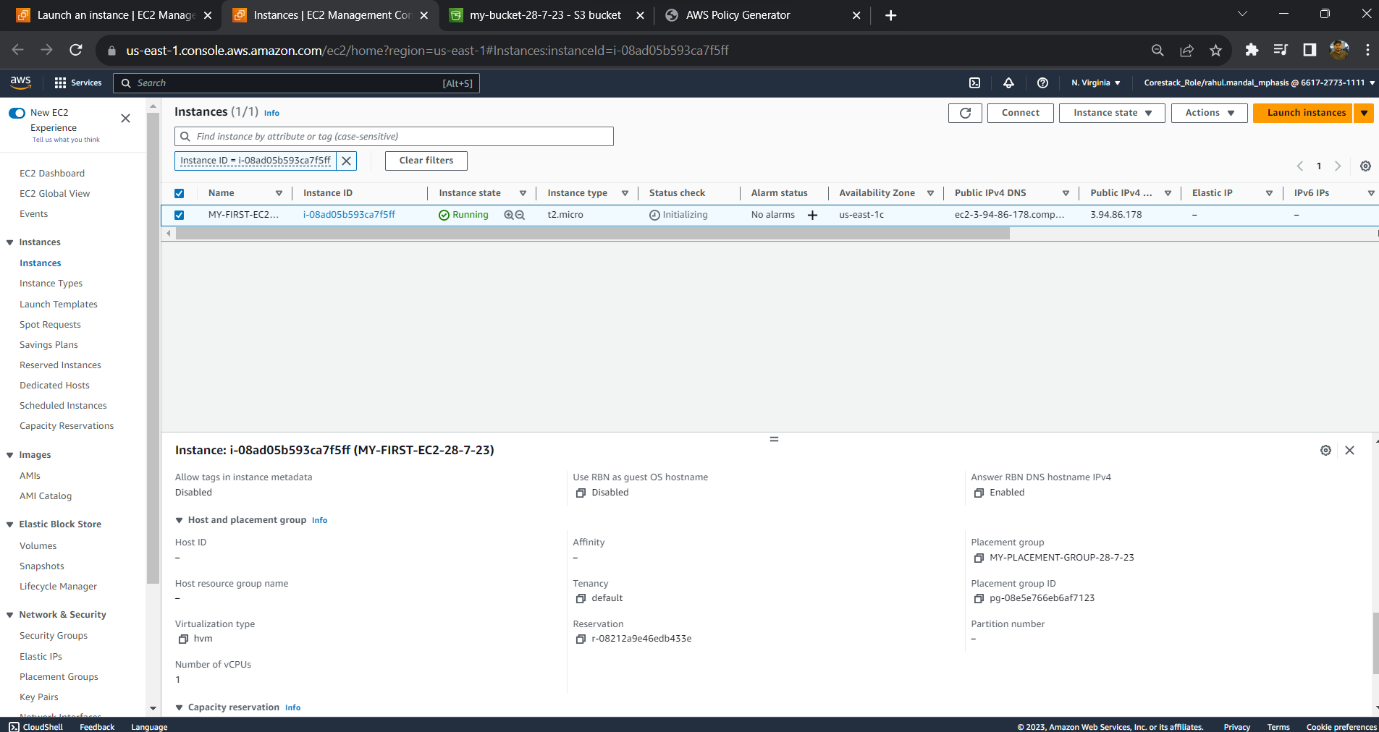 Launch an instance | EC2 Manage
Instances | EC2 Management Con
my-bucket-28-7-23 - S3 bucket
AWS Policy Generator
us-east-1.console.aws.amazon.com/ec2/home?region=us-east-1#Instances:instanceId=i-08ad05b593ca7f5ff
aws
Services
Search
[Alt+S]
N. Virginia
Corestack_Role/rahul.mandal_mphasis @ 6617-2773-1111
New EC2
Experience
Tell us what you think
EC2 Dashboard
EC2 Global View
Events
Instances
Instances
Instance Types
Launch Templates
Spot Requests
Savings Plans
Reserved Instances
Dedicated Hosts
Scheduled Instances
Capacity Reservations
Images
AMIs
AMI Catalog
Elastic Block Store
Volumes
Snapshots
Lifecycle Manager
Network & Security
Security Groups
Elastic IPs
Placement Groups
Key Pairs
Network Interfaces
Instances (1/1) Info
Connect
Instance state
Actions
Launch instances
Find instance by attribute or tag (case-sensitive)
Instance ID = i-08ad05b593ca7f5ff
Clear filters
1
Name Instance ID Instance state Instance type Status check Alarm status Availability Zone Public IPv4 DNS Public IPv4 ... Elastic IP IPv6 IPs
MY-FIRST-EC2... i-08ad05b593ca7f5ff Running t2.micro Initializing No alarms + us-east-1c ec2-3-94-86-178.comp... 3.94.86.178 – –
Instance: i-08ad05b593ca7f5ff (MY-FIRST-EC2-28-7-23)
Allow tags in instance metadata
Disabled
Use RBN as guest OS hostname
Disabled
Answer RBN DNS hostname IPv4
Enabled
Host and placement group Info
Host ID
–
Affinity
–
Placement group
MY-PLACEMENT-GROUP-28-7-23
Host resource group name
–
Tenancy
default
Placement group ID
pg-08e5e766eb6af7123
Virtualization type
hvm
Reservation
r-08212a9e46edb433e
Partition number
–
Number of vCPUs
1
Capacity reservation Info
CloudShell
Feedback
Language
© 2023, Amazon Web Services, Inc. or its affiliates.
Privacy
Terms
Cookie preferences